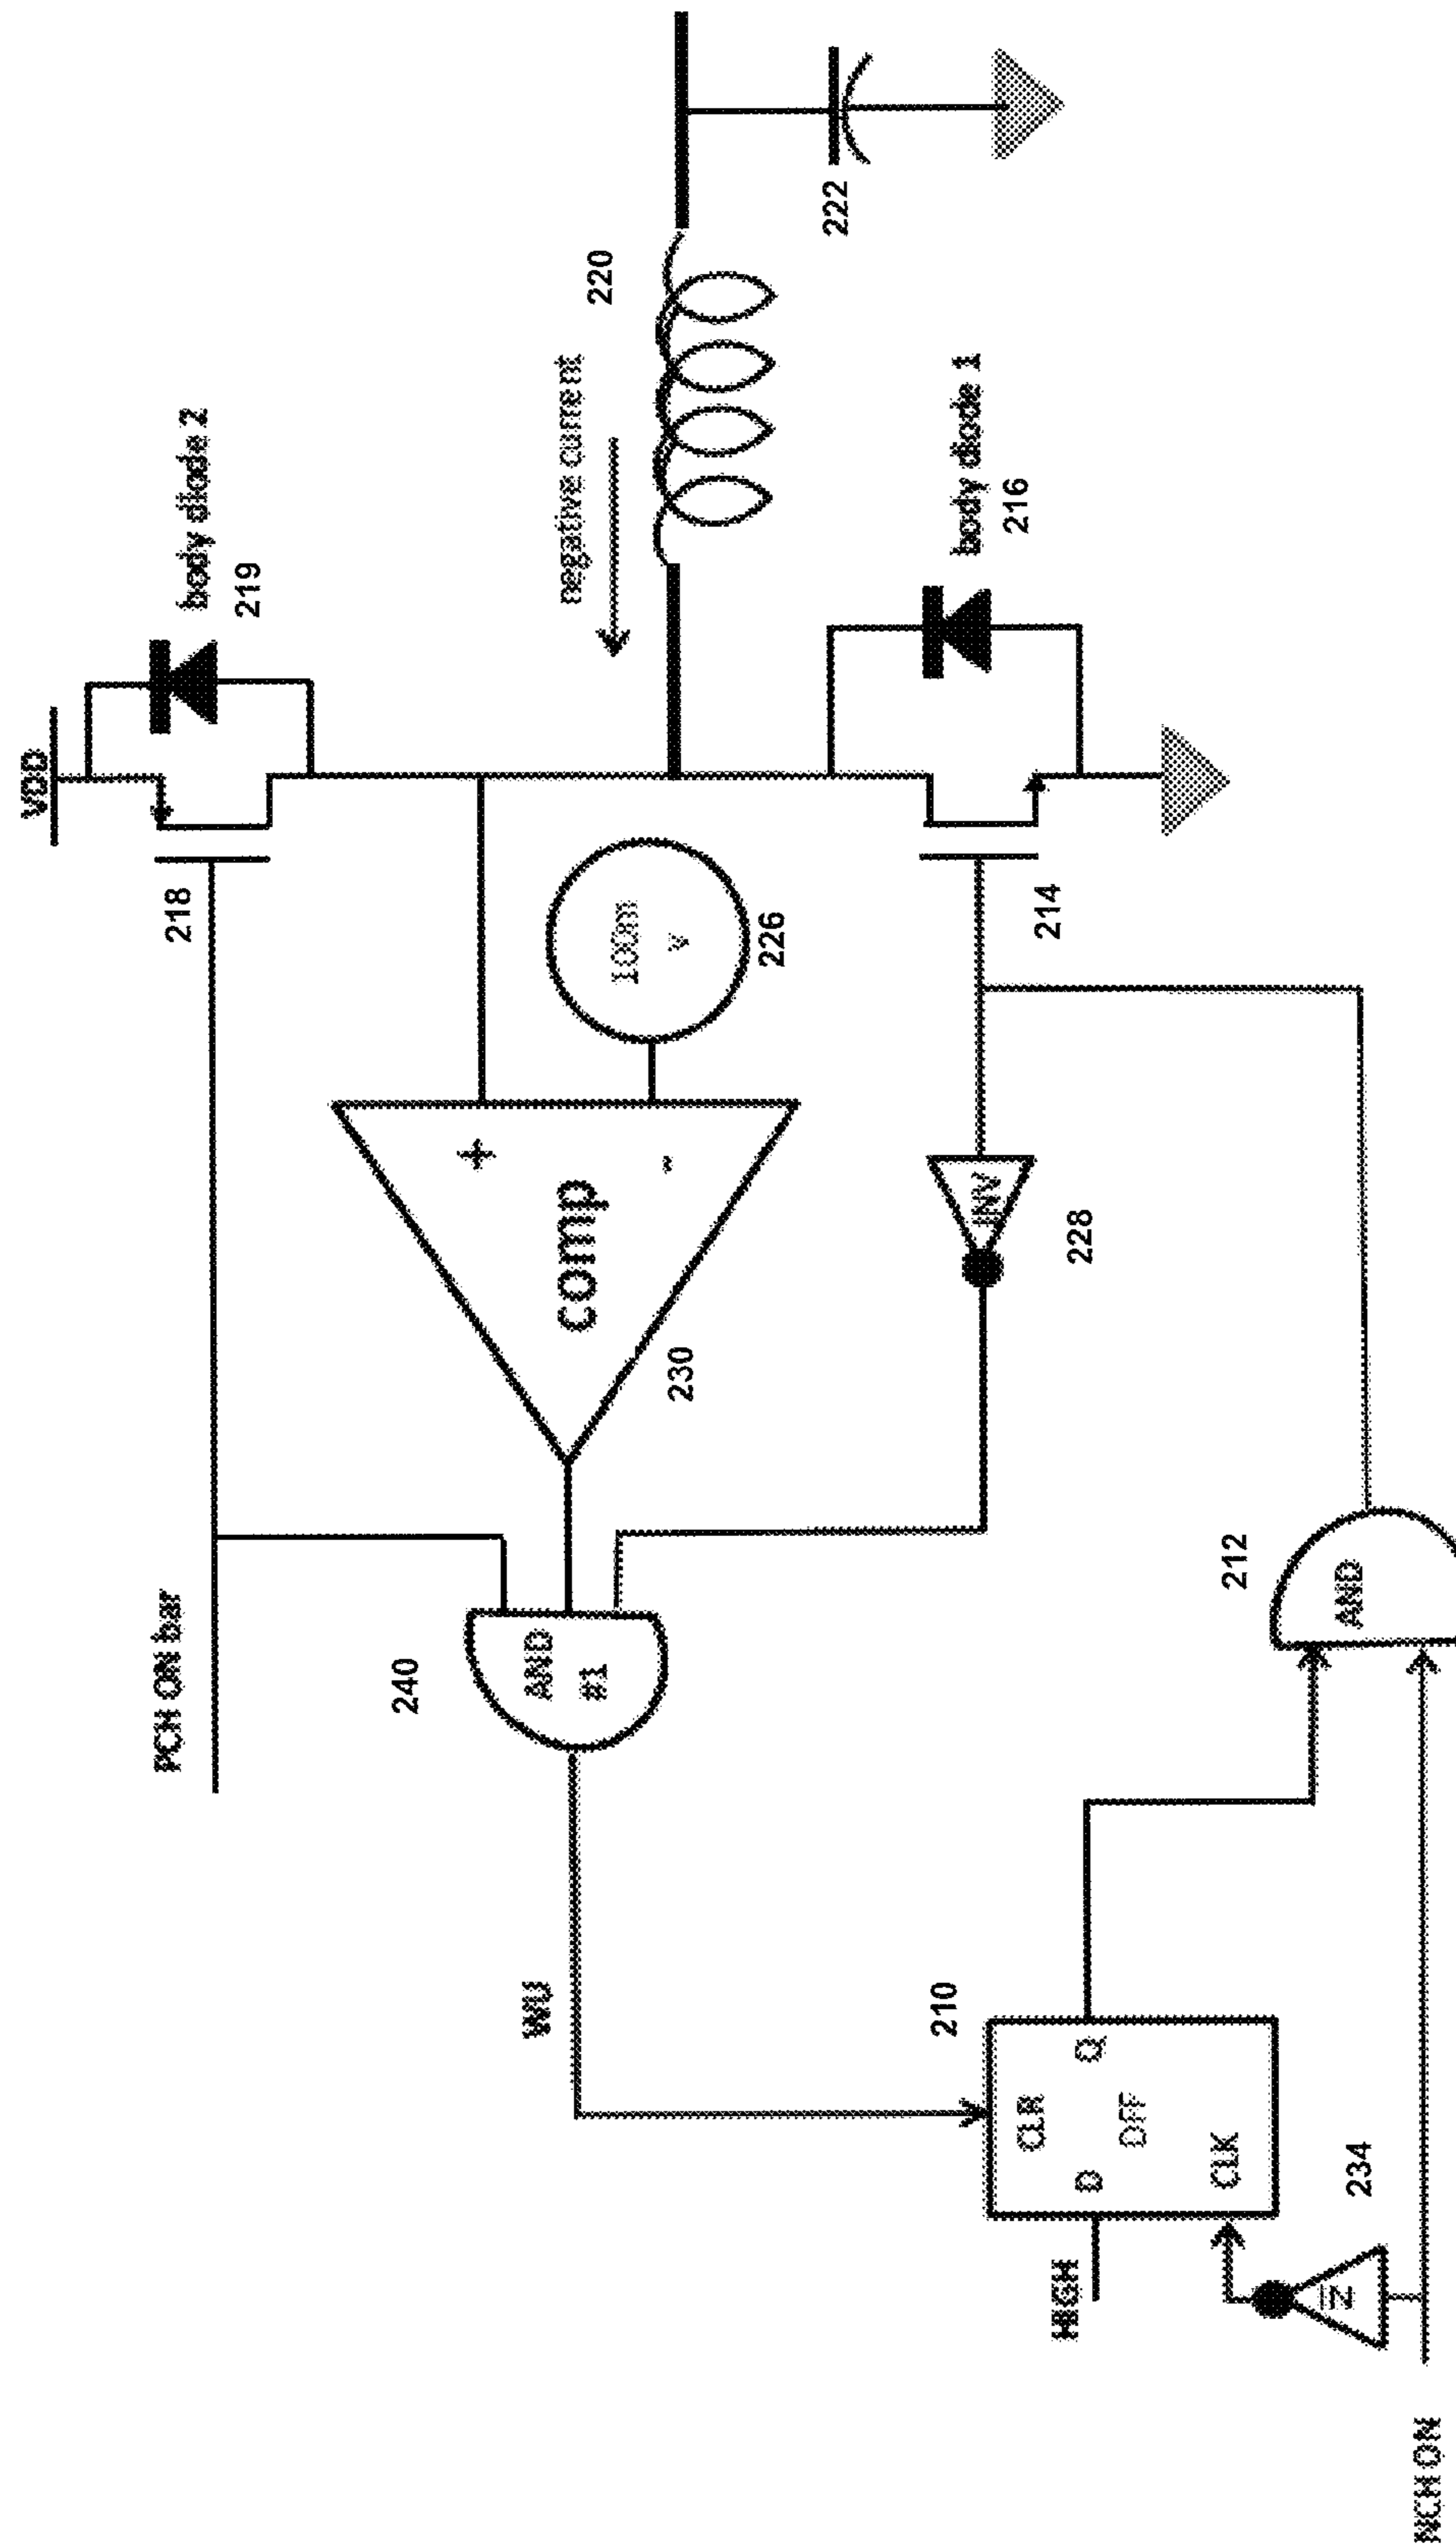 VDD
body diode 2
219
218
PCH ON bar
negative current
220
222
100m
v
226
+
-
comp
230
240
AND
#1
WU
body diode 1
216
214
INV
228
212
AND
210
CLR
D
Q
DFF
CLK
HIGH
234
NCH ON